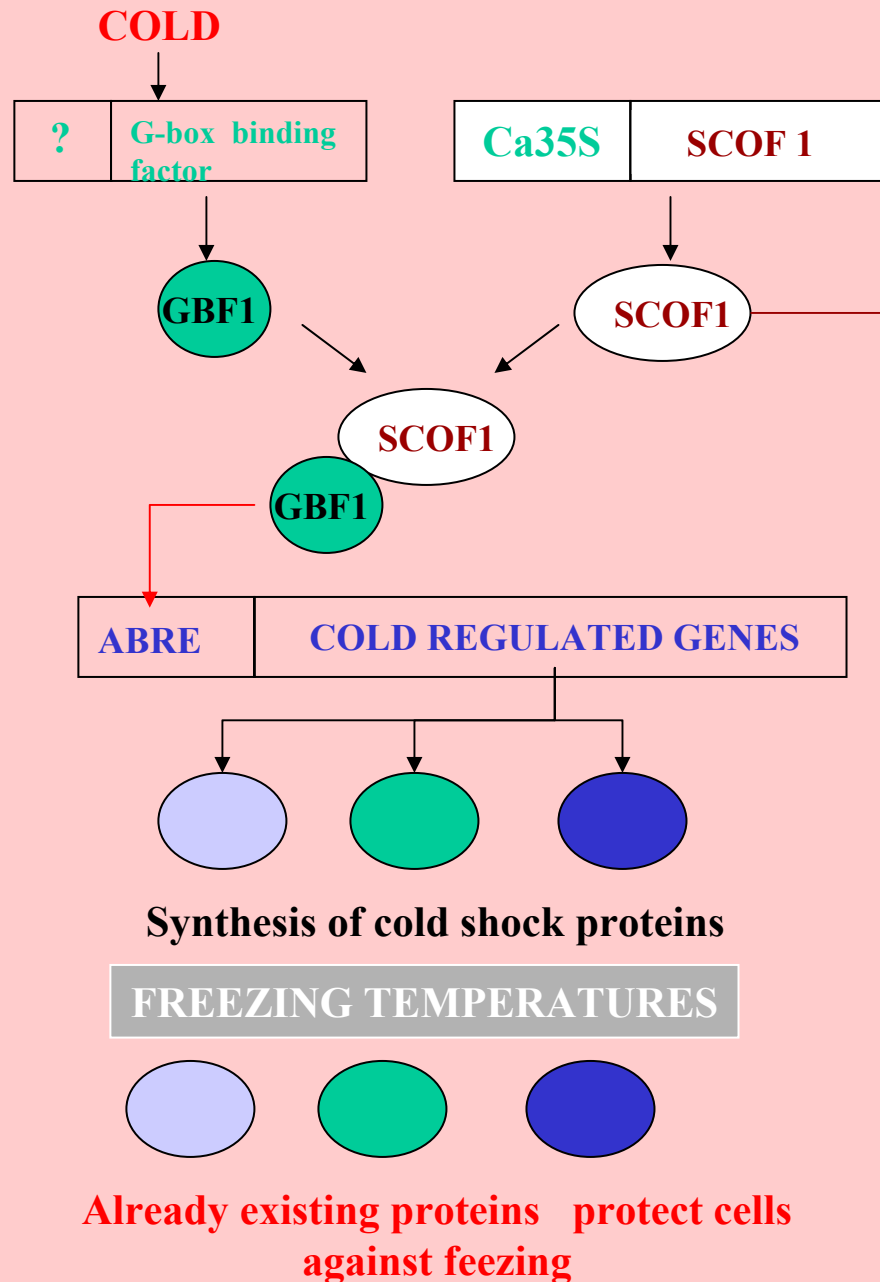 COLD
? G-box binding factor
Ca35S SCOF 1
GBF1
SCOF1
SCOF1
GBF1
ABRE COLD REGULATED GENES
Synthesis of cold shock proteins
FREEZING TEMPERATURES
Already existing proteins protect cells
against feezing